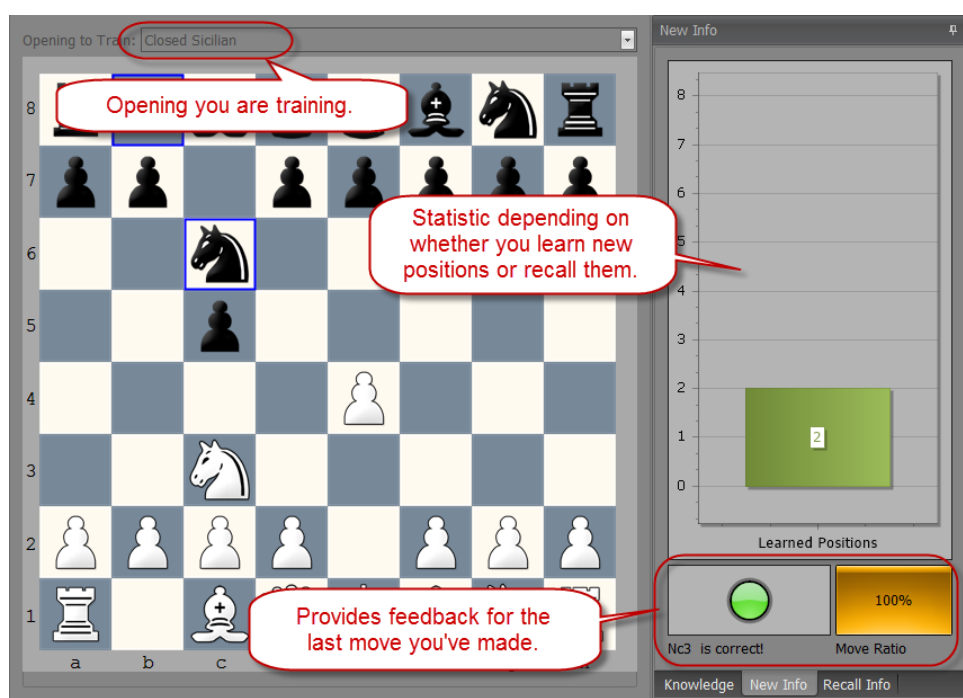 Opening to Train: Closed Sicilian
New Info
Opening you are training.
8
7
6
5
4
3
2
1
a b c
Statistic depending on
whether you learn new
positions or recall them.
8
7
6
5
4
3
2
1
0
2
Learned Positions
Provides feedback for the
last move you've made.
100%
Nc3 is correct!
Move Ratio
Knowledge New Info Recall Info